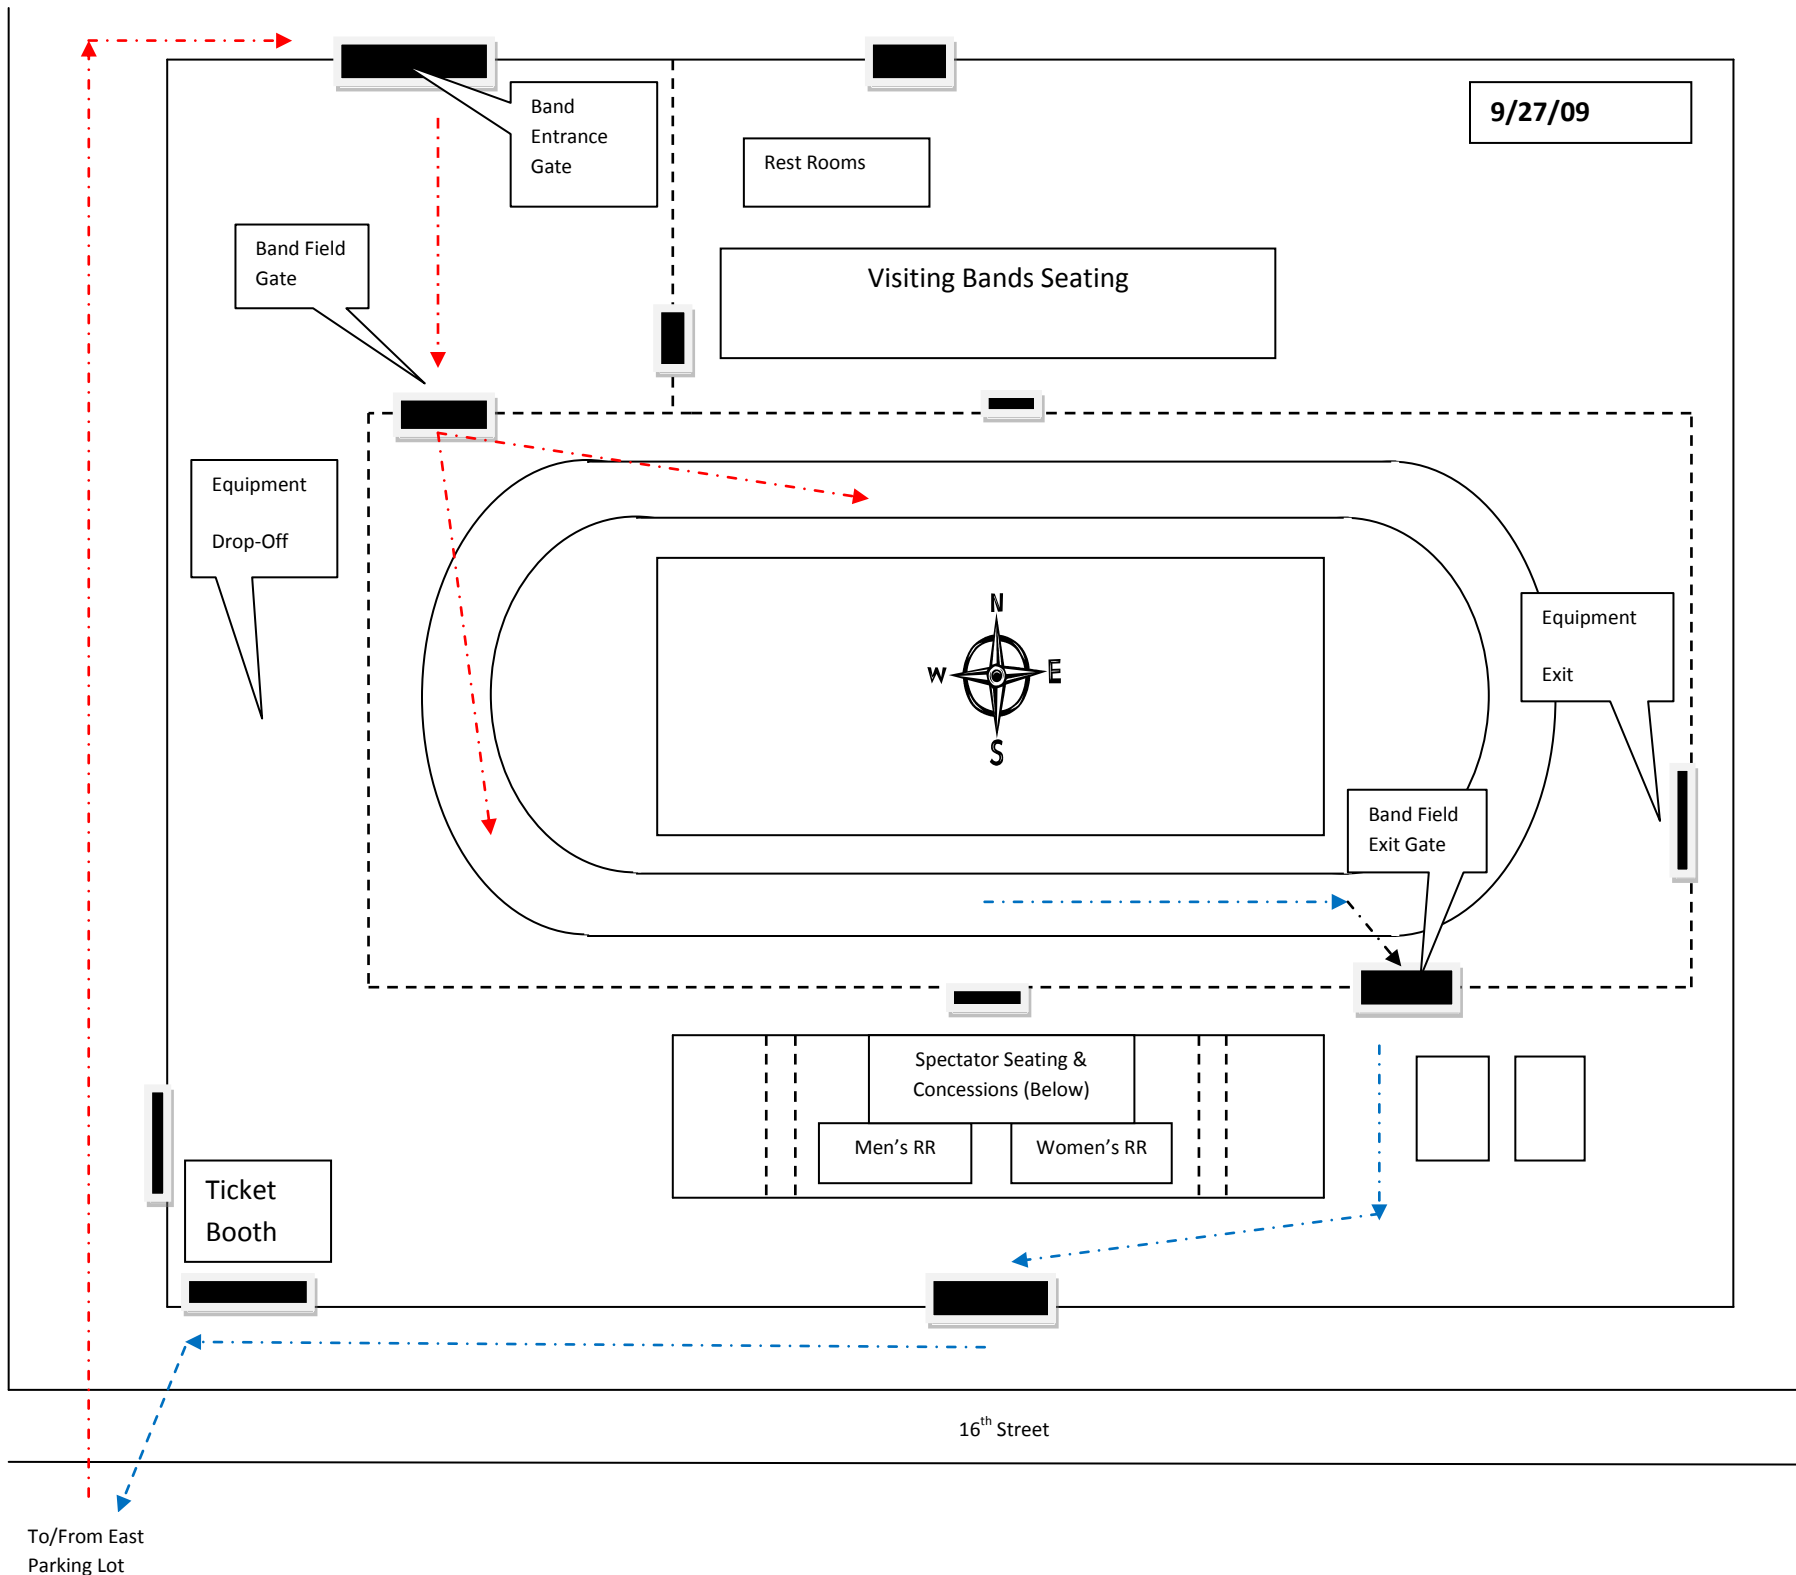 9/27/09
Band
Entrance
Gate
Rest Rooms
Band Field
Gate
Visiting Bands Seating
Equipment
Drop-Off
N
W
E
S
Equipment
Exit
Band Field
Exit Gate
Spectator Seating &
Concessions (Below)
Men’s RR
Women’s RR
Ticket
Booth
16th Street
To/From East
Parking Lot